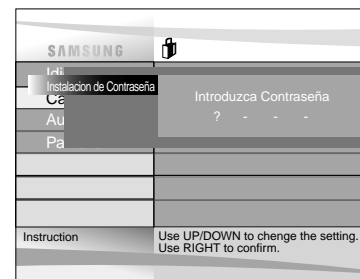 SAMSUNG
Idi
Instalacion de Contraseña
Ca
Au
Pa
Introduzca Contraseña
? - - -
Instruction
Use UP/DOWN to chenge the setting.
Use RIGHT to confirm.